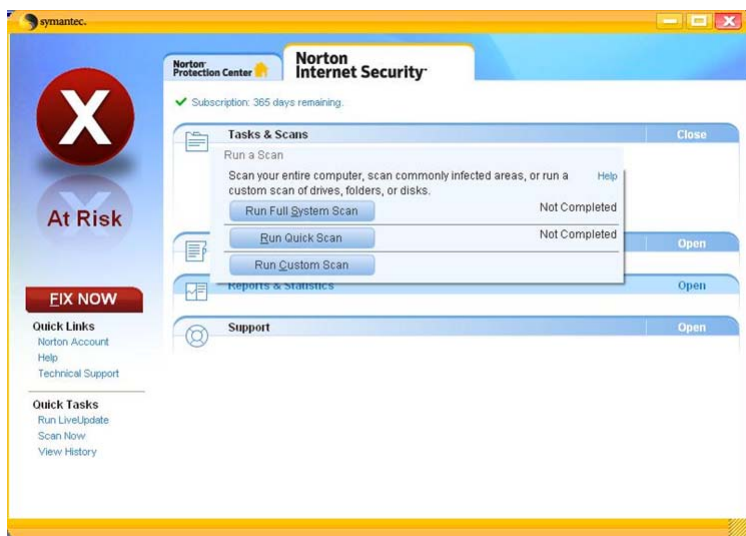 symantec.
Norton
Protection Center
Norton
Internet Security
Subscription: 365 days remaining.
X
At Risk
FIX NOW
Quick Links
Norton Account
Help
Technical Support
Quick Tasks
Run LiveUpdate
Scan Now
View History
Tasks & Scans
Close
Run a Scan
Scan your entire computer, scan commonly infected areas, or run a
custom scan of drives, folders, or disks.
Help
Run Full System Scan
Not Completed
Run Quick Scan
Not Completed
Run Custom Scan
Open
Reports & Statistics
Open
Support
Open